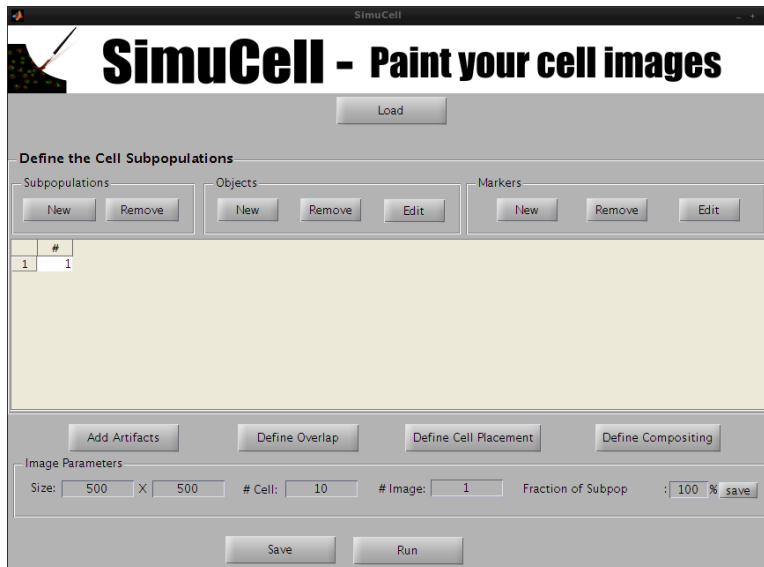 SimuCell
SimuCell - Paint your cell images
Load
Define the Cell Subpopulations
Subpopulations Objects Markers
New Remove New Remove Edit New Remove Edit
#
1 1
Add Artifacts Define Overlap Define Cell Placement Define Compositing
Image Parameters
Size: 500 X 500 # Cell: 10 # Image: 1 Fraction of Subpop : 100 % save
Save Run